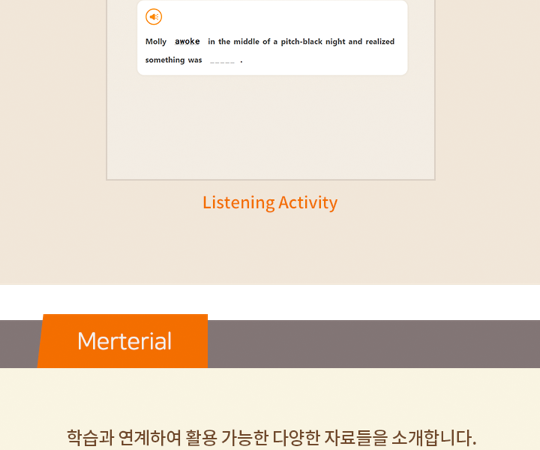 Molly awoke in the middle of a pitch-black night and realized
something was _____ .
Listening Activity
Merterial
학습과 연계하여 활용 가능한 다양한 자료들을 소개합니다.